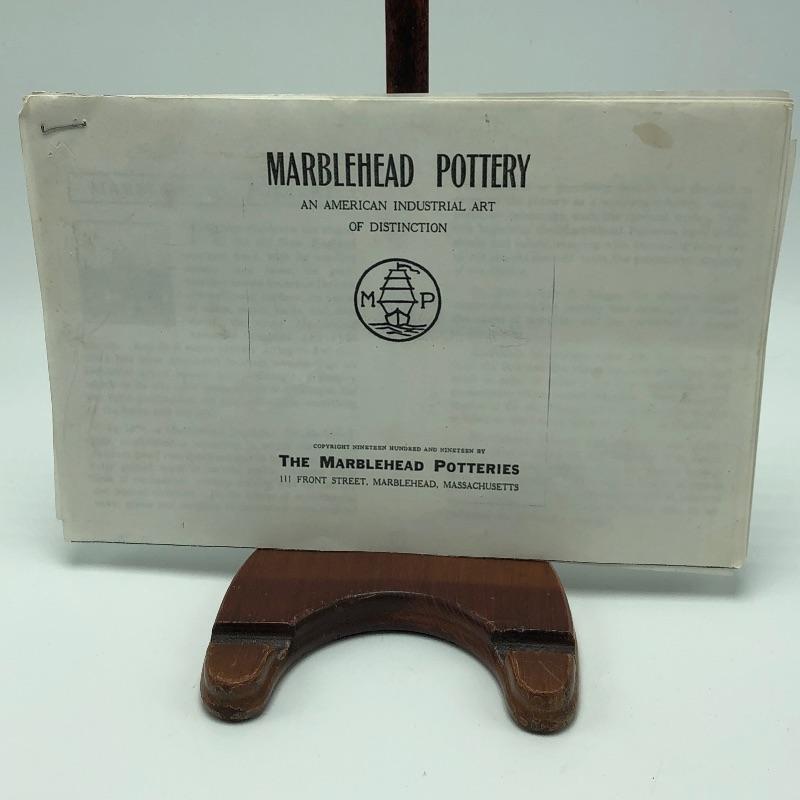 MARBLEHEAD POTTERY
AN AMERICAN INDUSTRIAL ART
OF DISTINCTION
M P
COPYRIGHT NINETEEN HUNDRED AND NINETEEN BY
THE MARBLEHEAD POTTERIES
111 FRONT STREET, MARBLEHEAD, MASSACHUSETTS